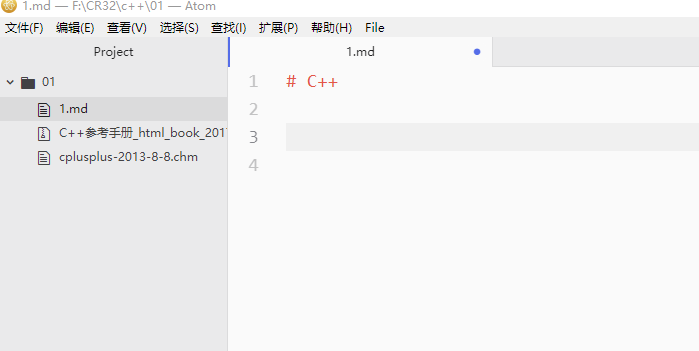 1.md — F:\CR32\c++\01 — Atom
文件(F) 编辑(E) 查看(V) 选择(S) 查找(I) 扩展(P) 帮助(H) File
Project
1.md
01
1.md
C++参考手册_html_book_201
cplusplus-2013-8-8.chm
1 # C++
2
3
4